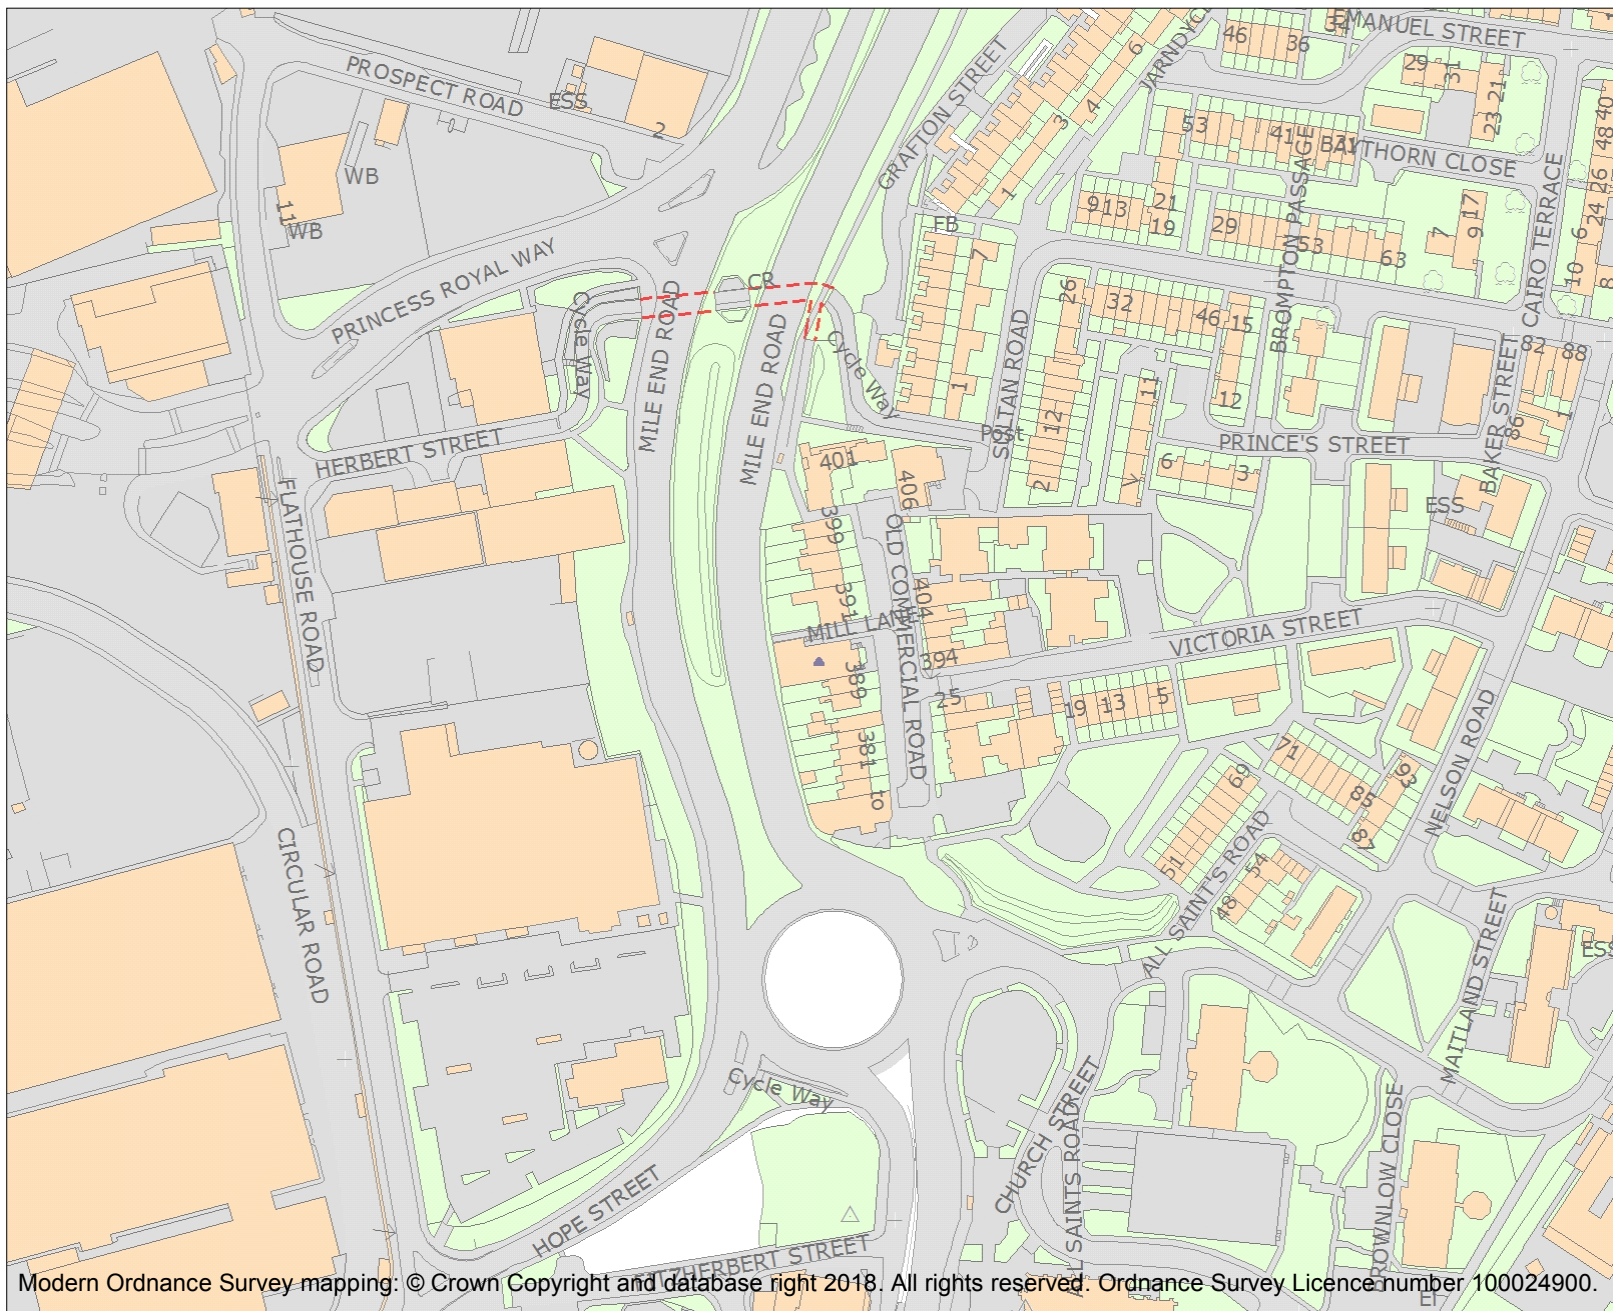 EMANUEL STREET
46
36
34
6
JARNDYCE
29
31
21
23
PROSPECT ROAD
ESS
2
GRAFTON STREET
4
3
1
53
41
31
BAYTHORN CLOSE
40
48
26
24
WB
11
WB
FB
9
13
21
19
29
BROMPTON PASSAGE
53
63
7
17
9
CAIRO TERRACE
6
10
8
PRINCESS ROYAL WAY
CR
7
Cycle Way
MILE END ROAD
MILE END ROAD
Cycle Way
26
32
46
15
82
88
SULTAN ROAD
1
11
12
12
BAKER STREET
86
1
HERBERT STREET
Post
PRINCE'S STREET
401
406
2
6
3
ESS
FLATHOUSE ROAD
399
OLD COMMERCIAL ROAD
391
404
MILL LANE
VICTORIA STREET
394
389
25
19
13
5
381
to
71
69
93
85
87
NELSON ROAD
51
54
48
ALL SAINT'S ROAD
CIRCULAR ROAD
MAITLAND STREET
ESS
Cycle Way
CHURCH STREET
ALL SAINTS ROAD
BROWNLOW CLOSE
HOPE STREET
FITZHERBERT STREET
El
Modern Ordnance Survey mapping: © Crown Copyright and database right 2018. All rights reserved. Ordnance Survey Licence number 100024900.